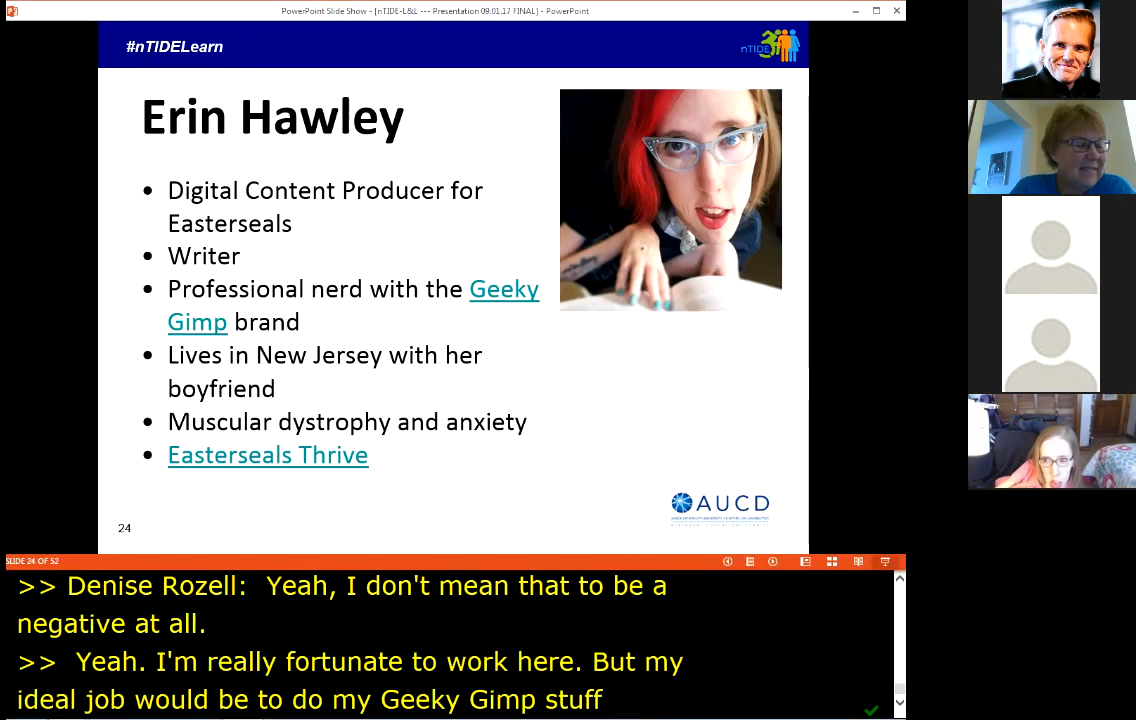 PowerPoint Slide Show - [nTIDE-L&L --- Presentation 09.01.17 FINAL] - PowerPoint
#nTIDELearn
nTIDE
Erin Hawley
• Digital Content Producer for
Easterseals
• Writer
• Professional nerd with the Geeky
Gimp brand
• Lives in New Jersey with her
boyfriend
• Muscular dystrophy and anxiety
• Easterseals Thrive
AUCD
24
SLIDE 24 OF 52
>> Denise Rozell:  Yeah, I don't mean that to be a
negative at all.
>>  Yeah. I'm really fortunate to work here. But my
ideal job would be to do my Geeky Gimp stuff